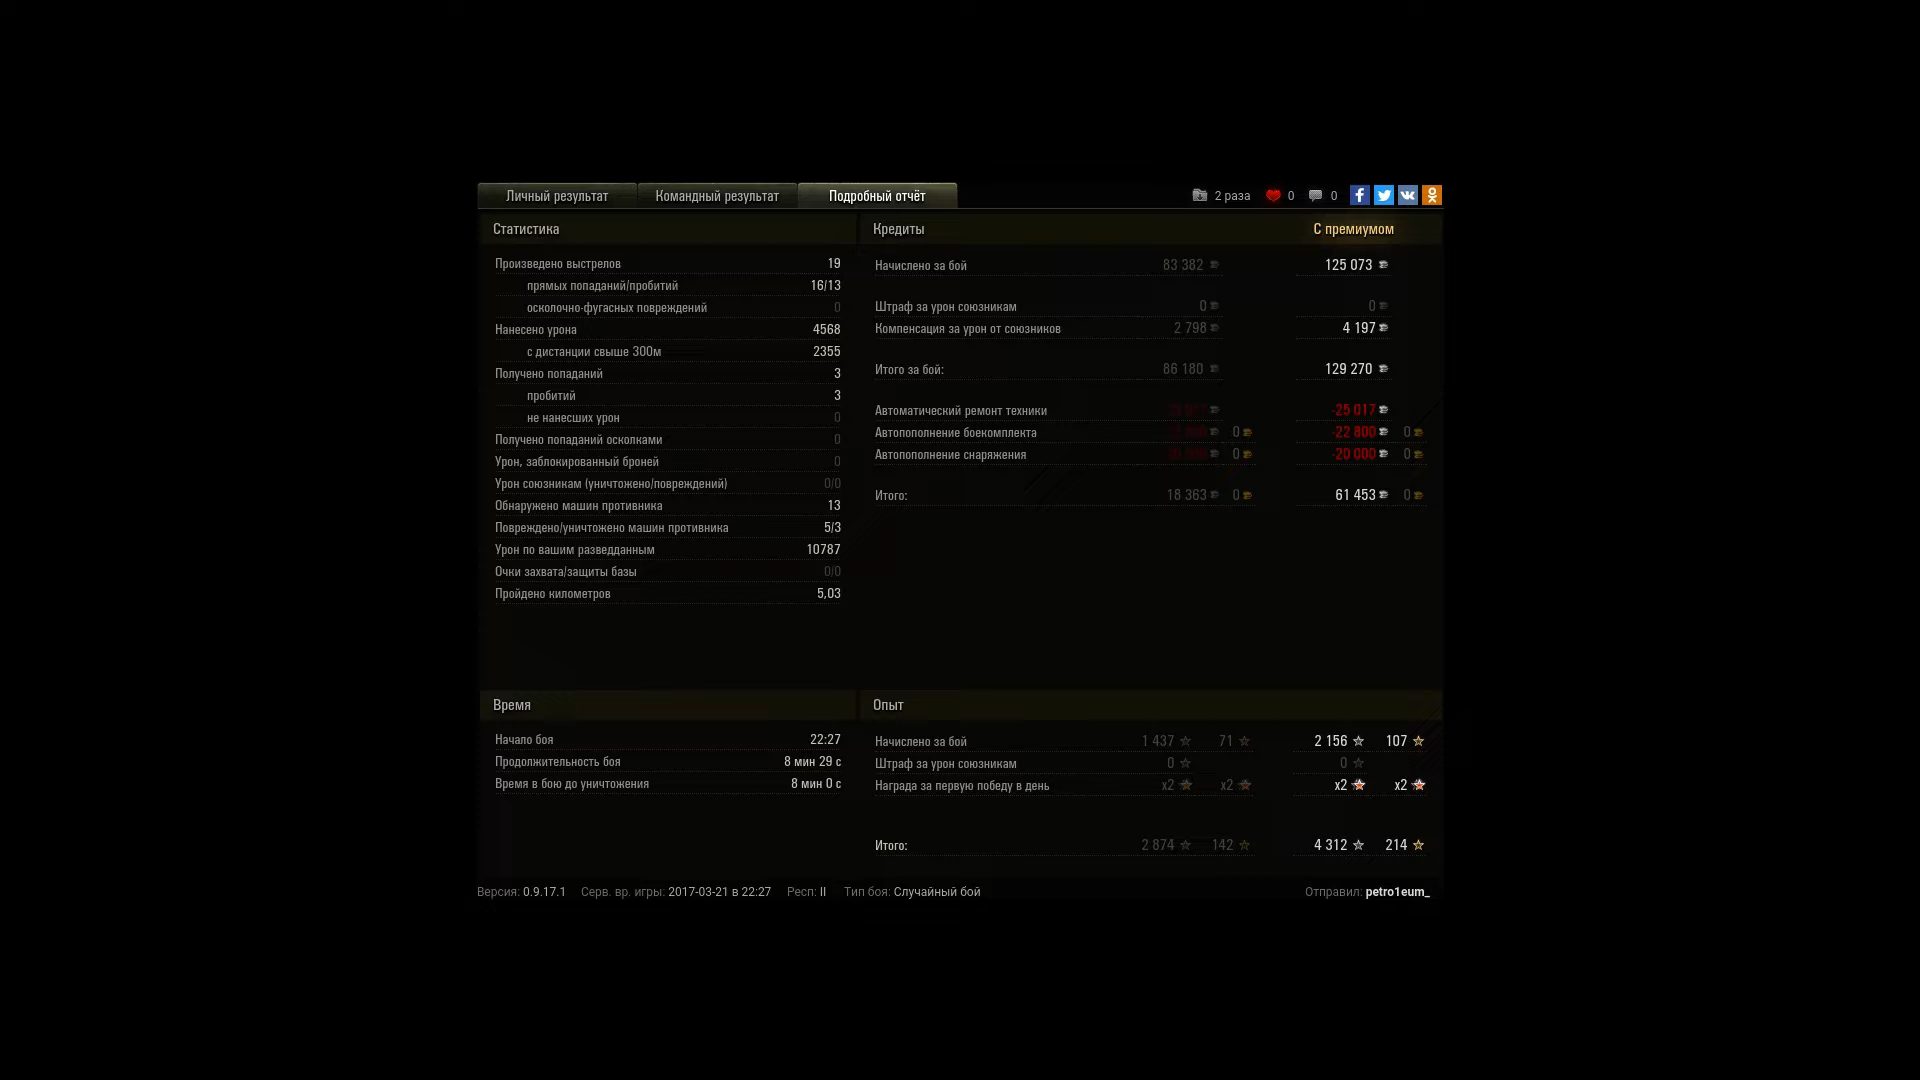 Личный результат Командный результат Подробный отчёт 2 раза 0 0
Статистика
Произведено выстрелов 19
прямых попаданий/пробитий 16/13
осколочно-фугасных повреждений 0
Нанесено урона 4568
с дистанции свыше 300м 2355
Получено попаданий 3
пробитий 3
не нанесших урон 0
Получено попаданий осколками 0
Урон, заблокированный броней 0
Урон союзникам (уничтожено/повреждений) 0/0
Обнаружено машин противника 13
Повреждено/уничтожено машин противника 5/3
Урон по вашим разведданным 10787
Очки захвата/защиты базы 0/0
Пройдено километров 5,03
Кредиты С премиумом
Начислено за бой 83 382 125 073
Штраф за урон союзникам 0 0
Компенсация за урон от союзников 2 798 4 197
Итого за бой: 86 180 129 270
Автоматический ремонт техники -25 017
Автопополнение боекомплекта 0 -22 800 0
Автопополнение снаряжения 0 -20 000 0
Итого: 18 363 0 61 453 0
Время
Начало боя 22:27
Продолжительность боя 8 мин 29 с
Время в бою до уничтожения 8 мин 0 с
Опыт
Начислено за бой 1 437 71 2 156 107
Штраф за урон союзникам 0 0
Награда за первую победу в день x2 x2 x2 x2
Итого: 2 874 142 4 312 214
Версия: 0.9.17.1 Серв. вр. игры: 2017-03-21 в 22:27 Респ: II Тип боя: Случайный бой Отправил: petro1eum_